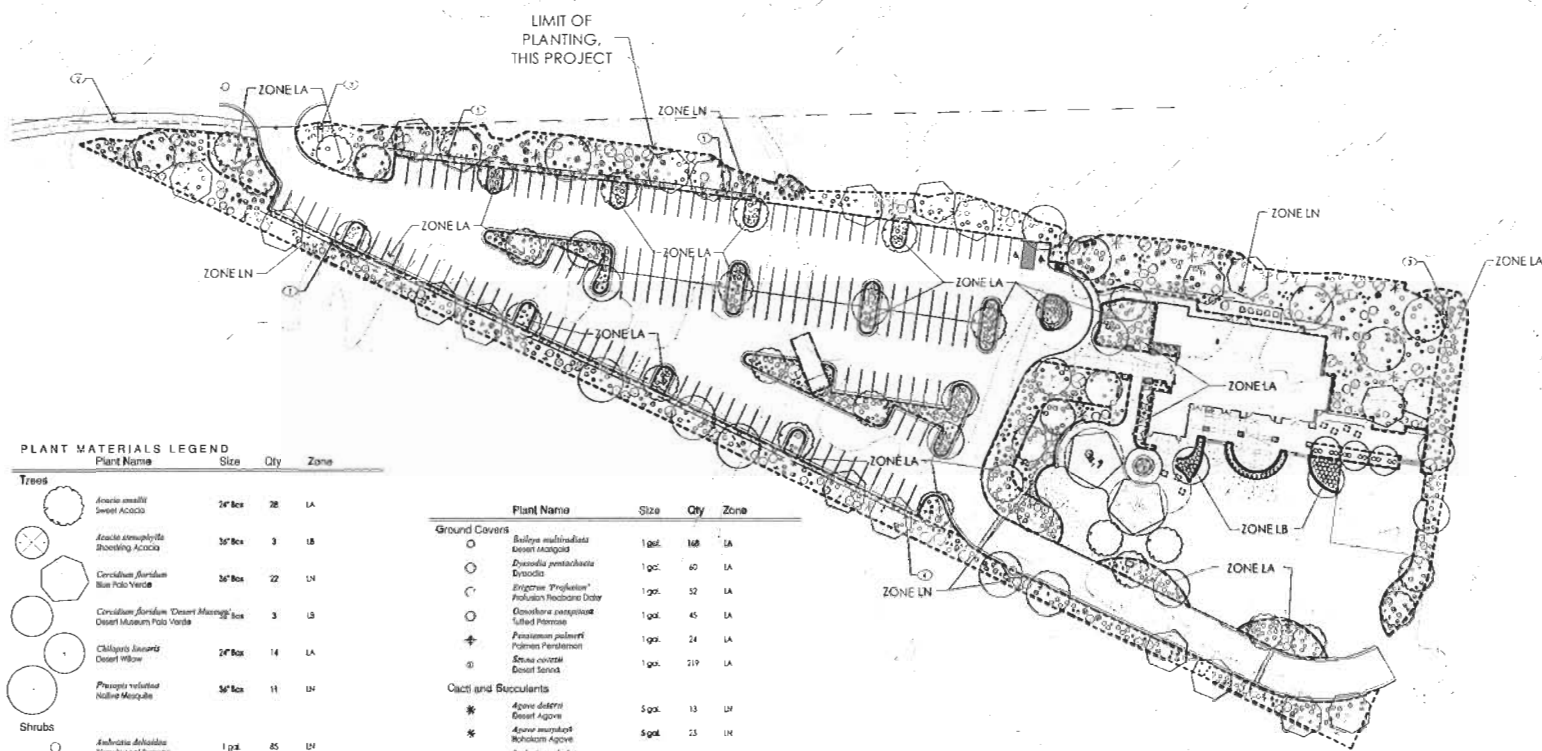 LIMIT OF
PLANTING,
THIS PROJECT
ZONE LA
ZONE LN
ZONE LN
ZONE LA
ZONE LA
ZONE LA
ZONE LN
ZONE LA
ZONE LA
ZONE LA
ZONE LA
ZONE LB
ZONE LN
ZONE LA
PLANT MATERIALS LEGEND
Plant Name Size Qty Zone
Trees
Acacia smallii 24" Box 28 LA
Sweet Acacia
Acacia stenophylla 36" Box 3 LB
Shoestring Acacia
Cercidium floridum 36" Box 22 LN
Blue Palo Verde
Cercidium floridum 'Desert Museum' Box 3 LB
Desert Museum Palo Verde
Chilopsis linearis 24" Box 14 LA
Desert Willow
Prosopis velutina 36" Box 11 LN
Native Mesquite
Shrubs
Ambrosia deltoidea 1 gal. 85 LN
Plant Name Size Qty Zone
Ground Covers
Baileya multiradiata 1 gal. 168 LA
Desert Marigold
Dyssodia pentachaeta 1 gal. 60 LA
Dyssodia
Erigeron 'Profusion' 1 gal. 52 LA
Profusion Fleabane Daisy
Oenothera caespitosa 1 gal. 45 LA
Tufted Primrose
Penstemon palmeri 1 gal. 24 LA
Palmers Penstemon
Senna covesii 1 gal. 219 LA
Desert Senna
Cacti and Succulents
Agave deserti 5 gal. 13 LN
Desert Agave
Agave murpheyi 5 gal. 25 LN
Hohokam Agave